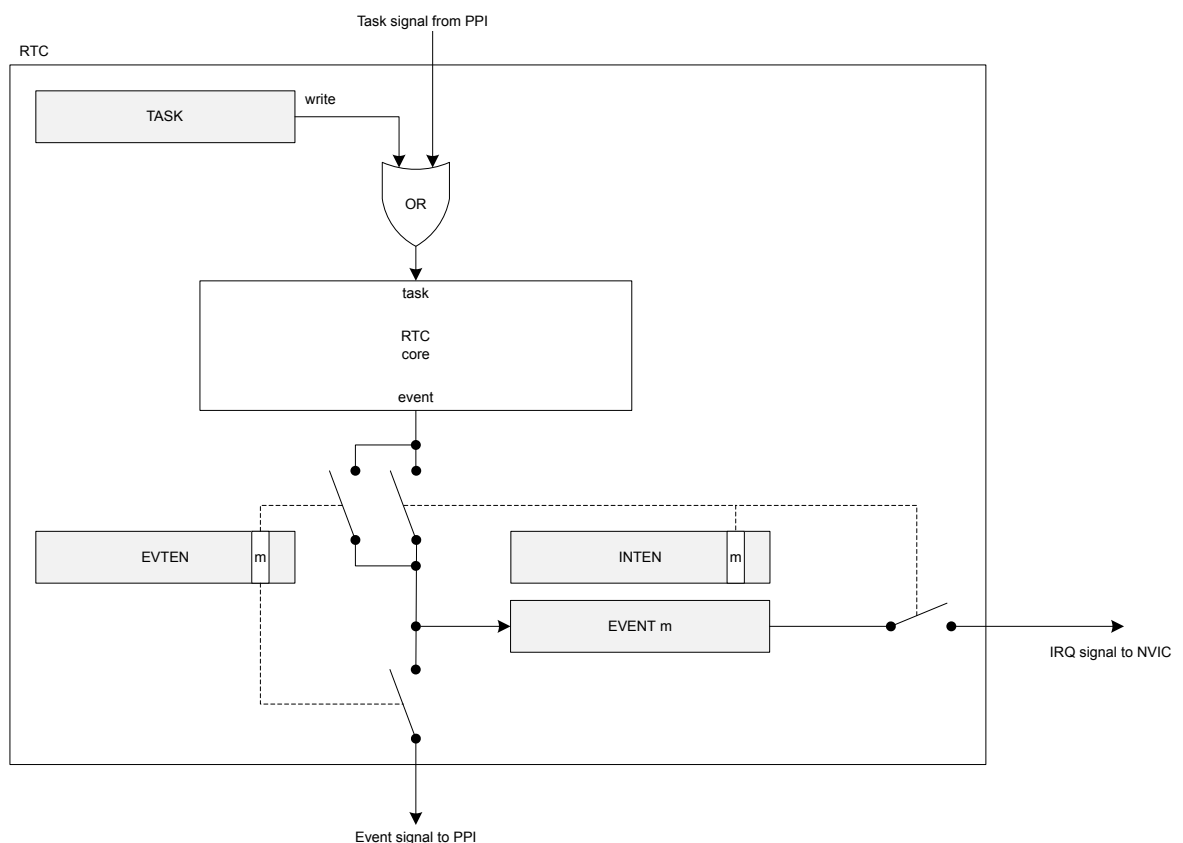 Task signal from PPI
RTC
write
TASK
OR
task
RTC
core
event
EVTEN
m
INTEN
m
EVENT m
IRQ signal to NVIC
Event signal to PPI